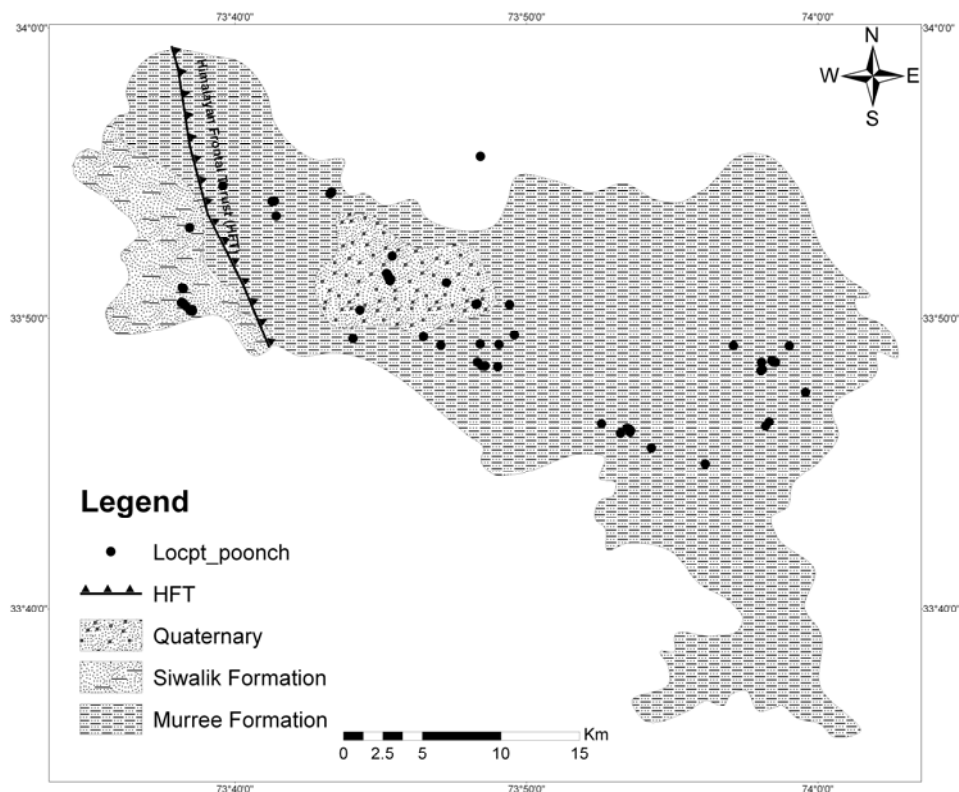 73°40'0" 73°50'0" 74°0'0"
34°0'0" 34°0'0"
N
W E
S
Himalayan Frontal Thrust (HFT)
33°50'0" 33°50'0"
Legend
Locpt_poonch
HFT
33°40'0" 33°40'0"
Quaternary
Siwalik Formation
Murree Formation
Km
0 2.5 5 10 15
73°40'0" 73°50'0" 74°0'0"